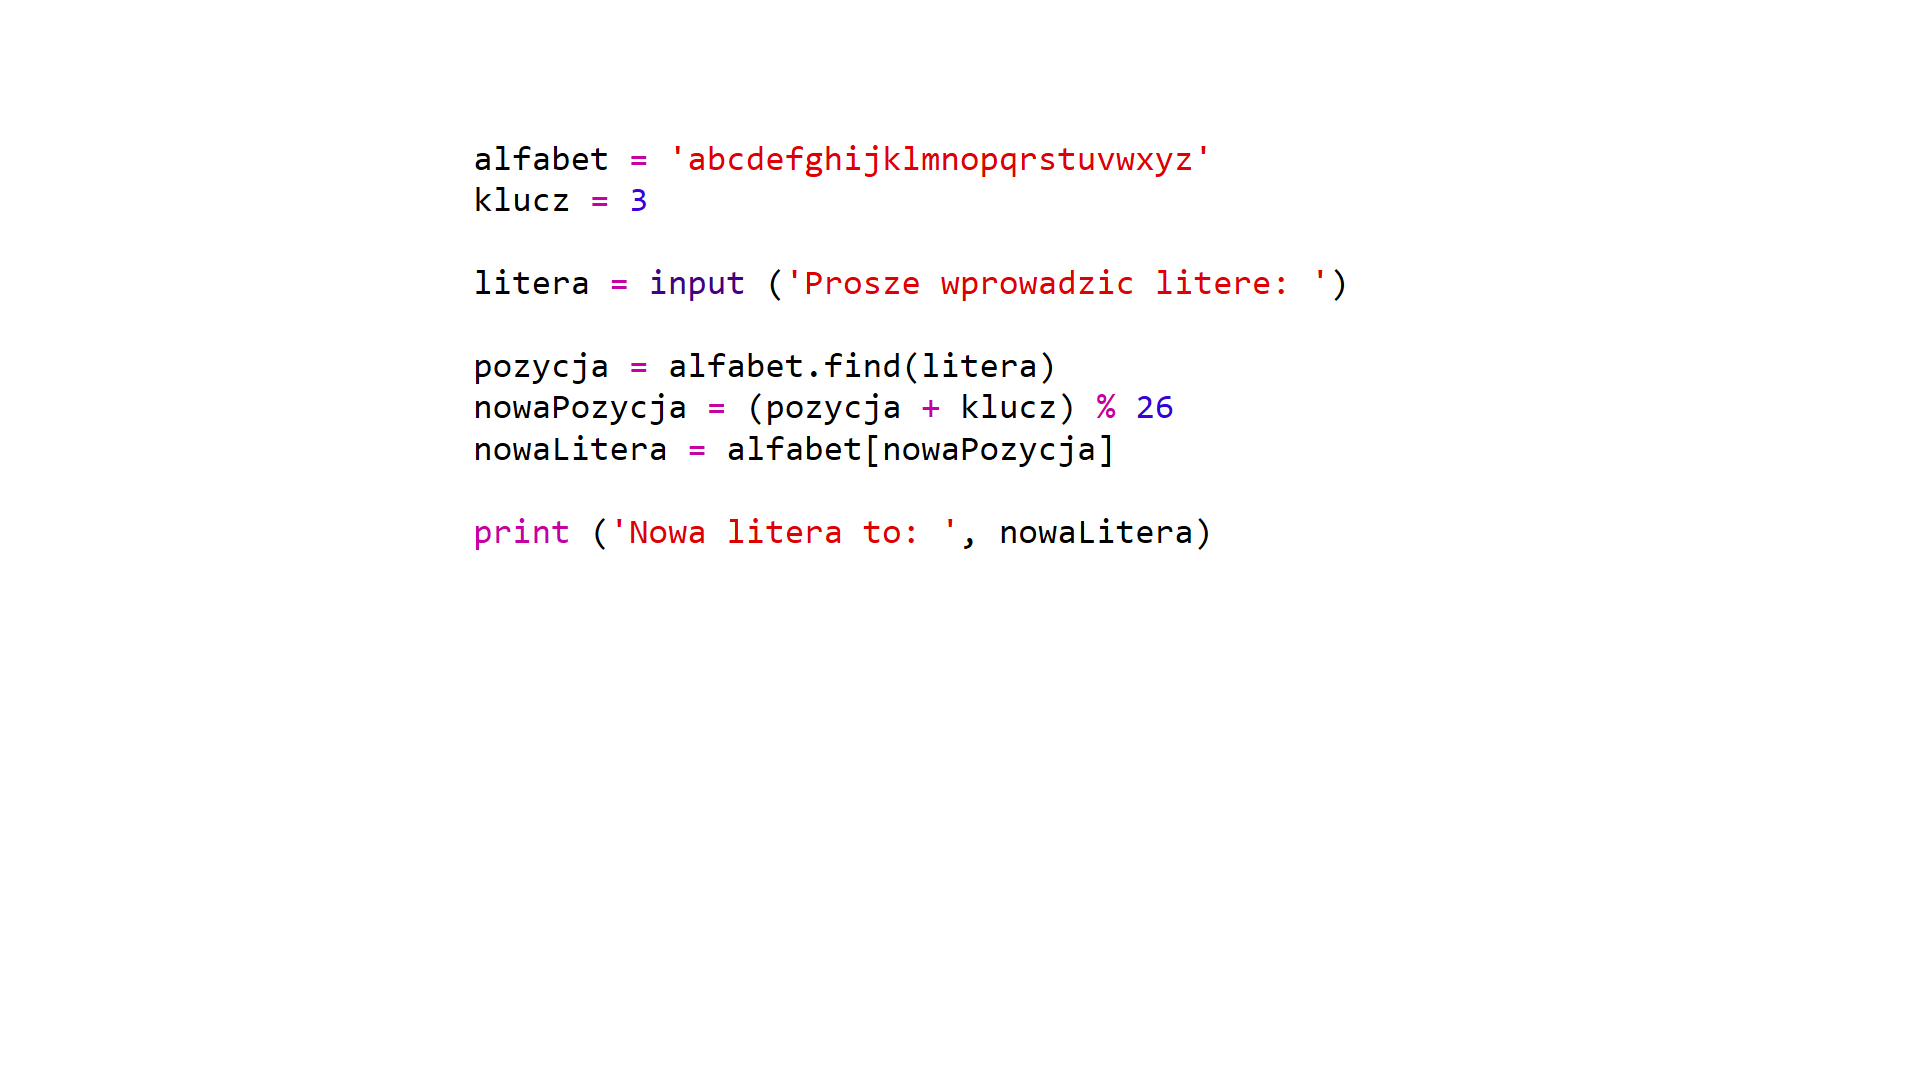 alfabet = 'abcdefghijklmnopqrstuvwxyz'
klucz = 3
litera = input ('Prosze wprowadzic litere: ')
pozycja = alfabet.find(litera)
nowaPozycja = (pozycja + klucz) % 26
nowaLitera = alfabet[nowaPozycja]
print ('Nowa litera to: ', nowaLitera)